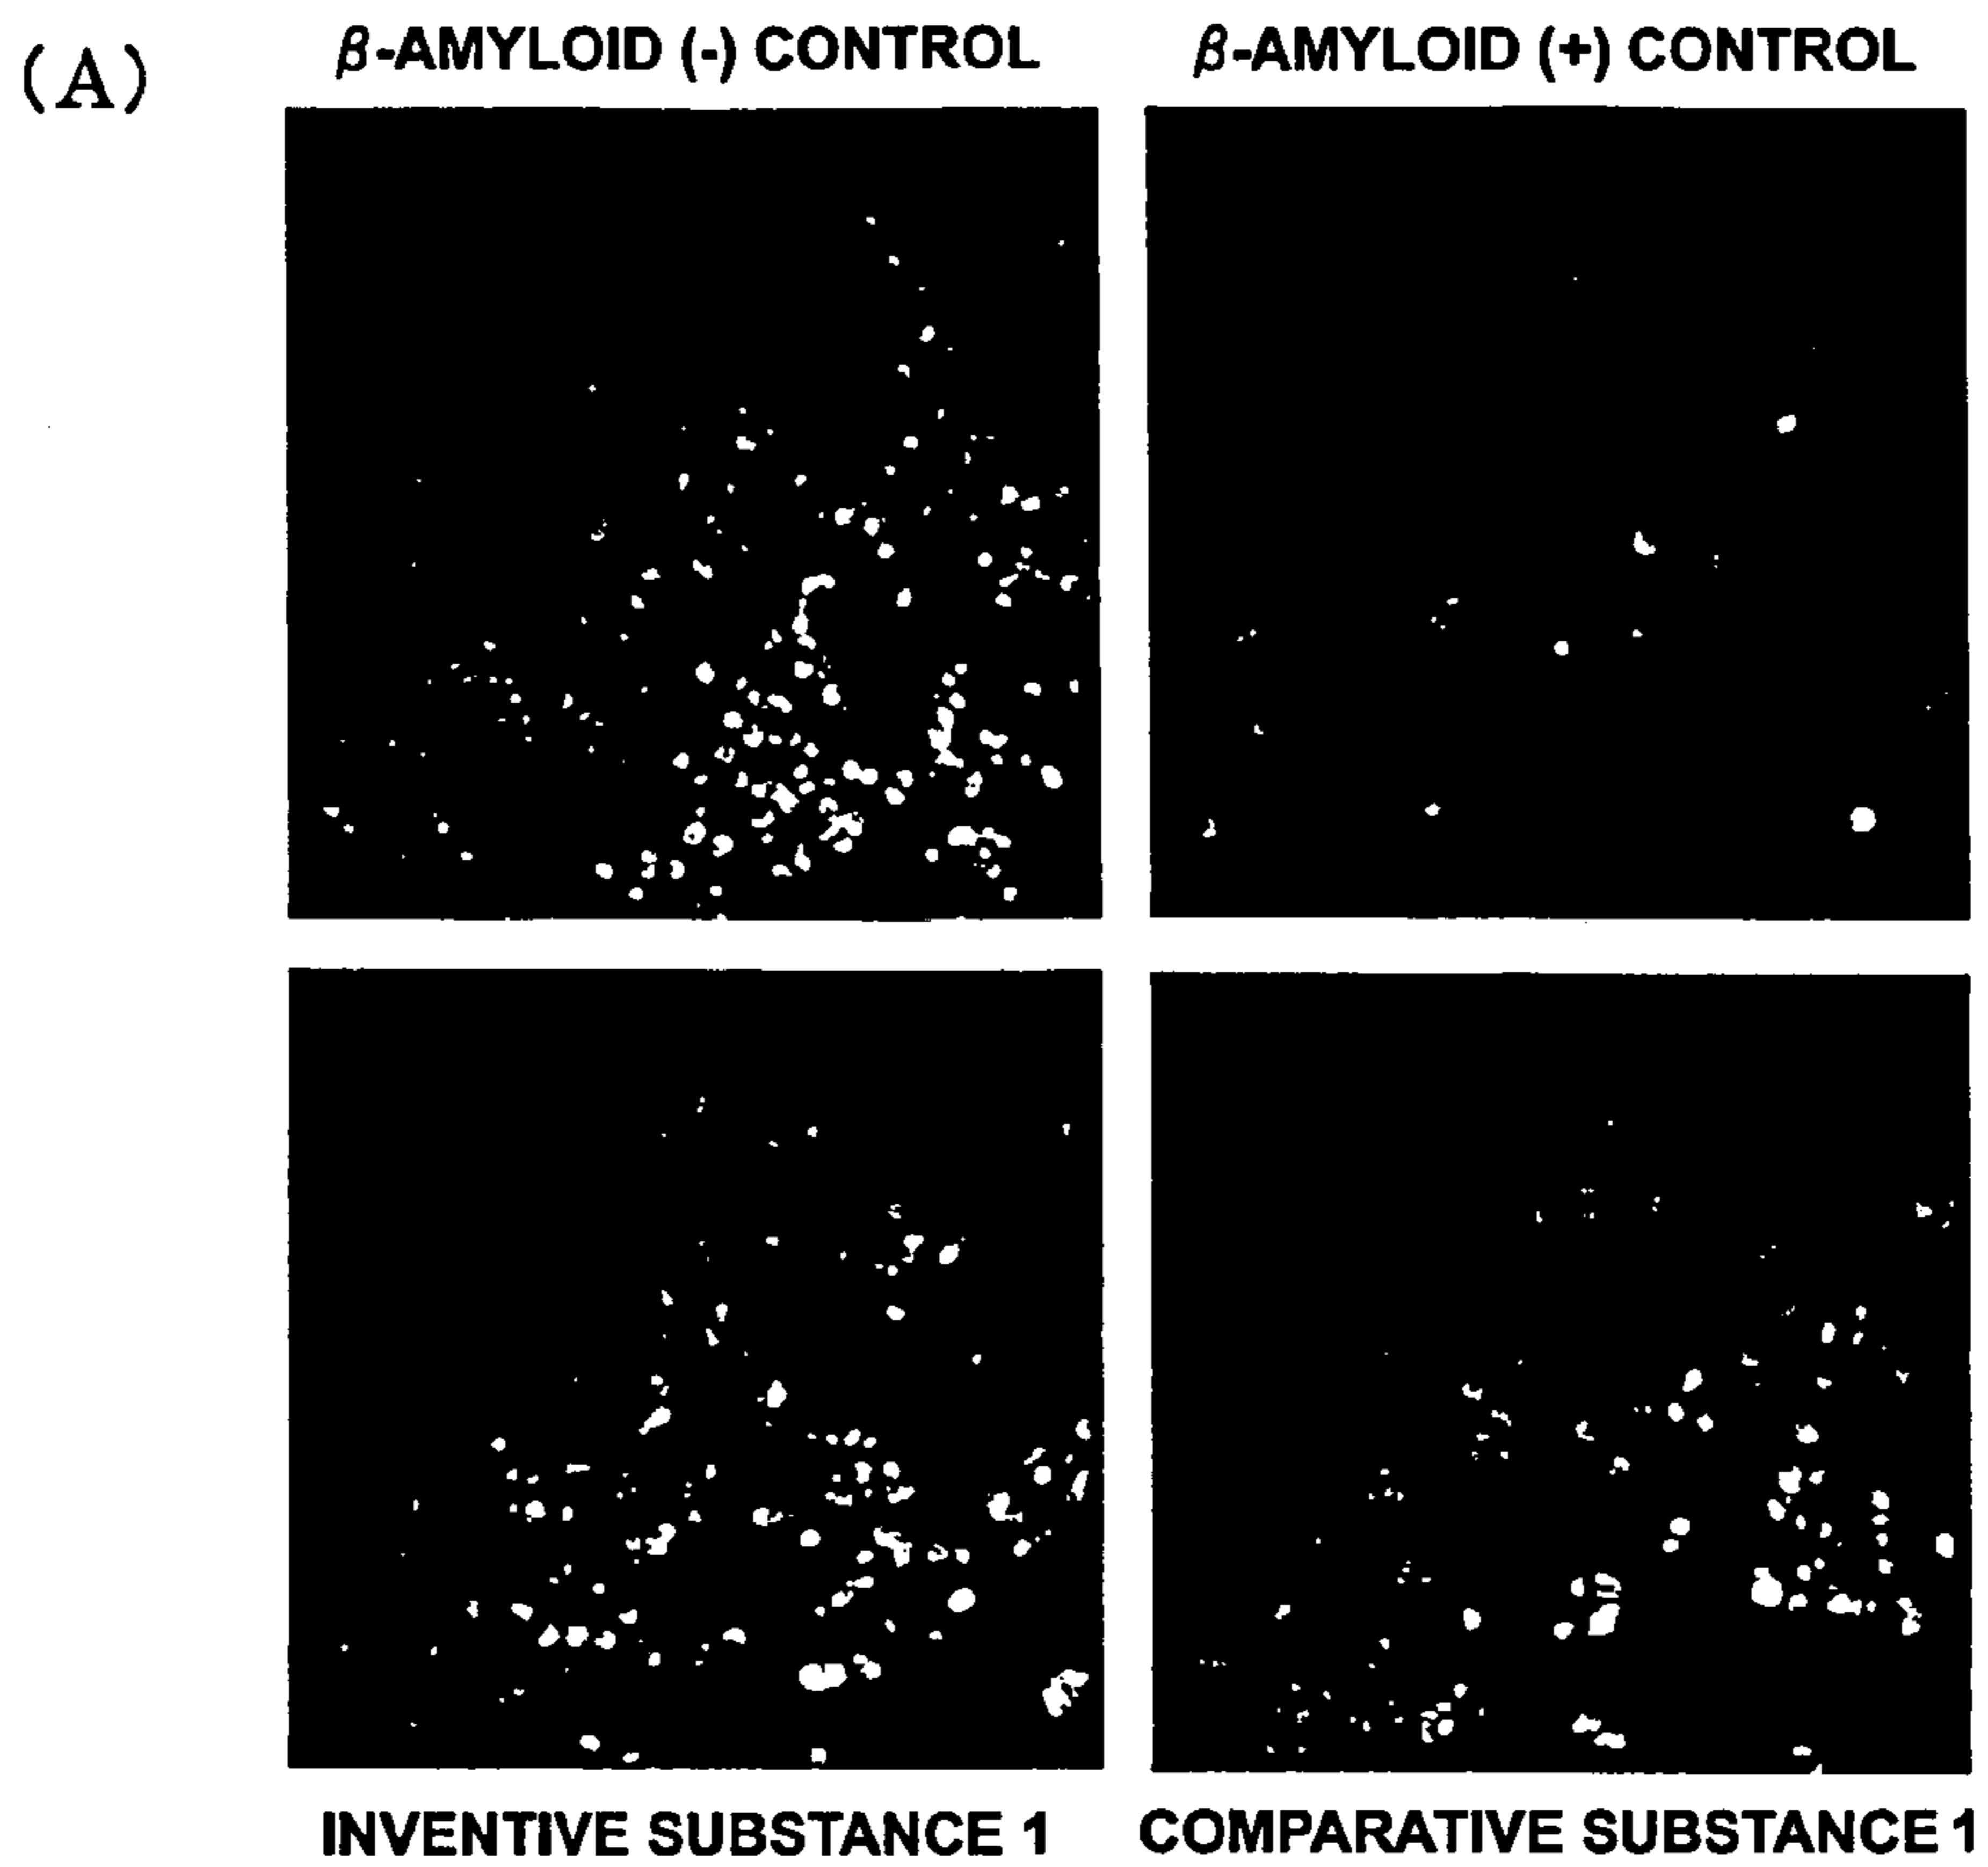 (A)
β-AMYLOID (-) CONTROL
β-AMYLOID (+) CONTROL
INVENTIVE SUBSTANCE 1
COMPARATIVE SUBSTANCE 1